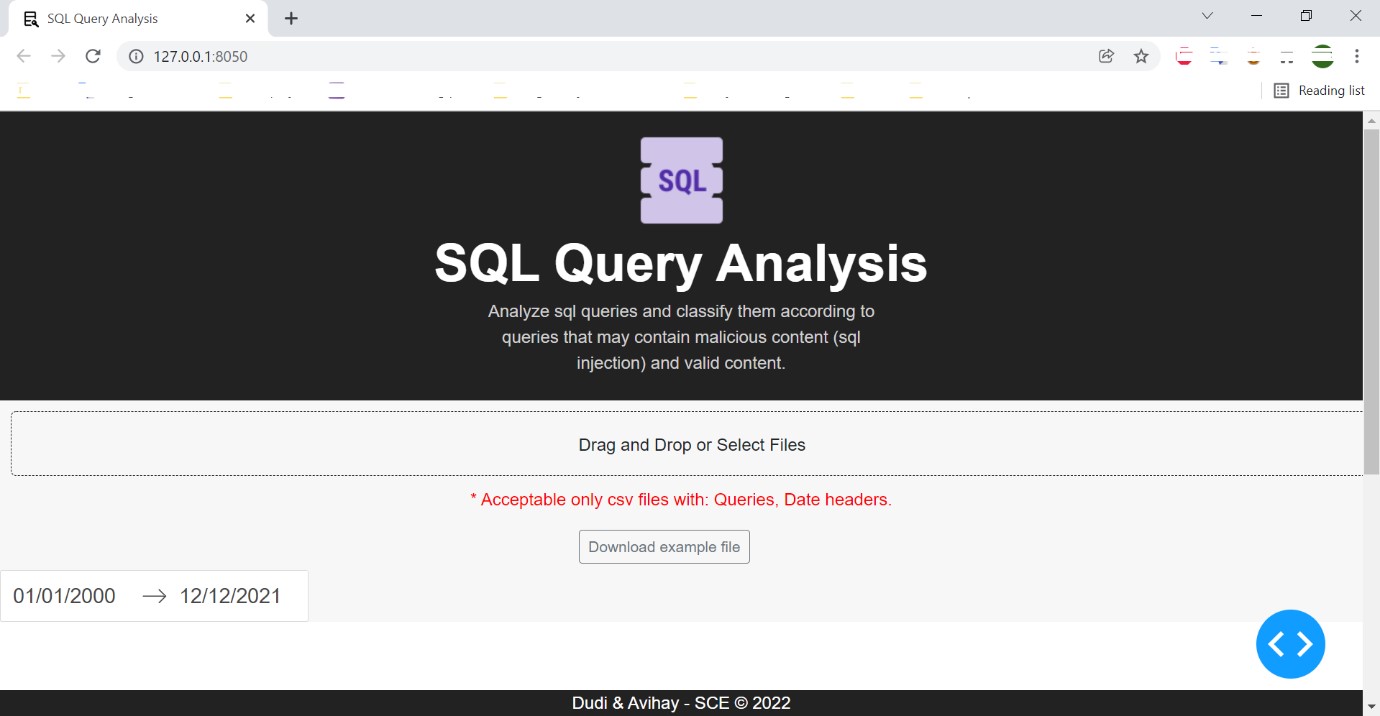 SQL Query Analysis
127.0.0.1:8050
Reading list
SQL
SQL Query Analysis
Analyze sql queries and classify them according to
queries that may contain malicious content (sql
injection) and valid content.
Drag and Drop or Select Files
* Acceptable only csv files with: Queries, Date headers.
Download example file
01/01/2000 → 12/12/2021
Dudi & Avihay - SCE © 2022